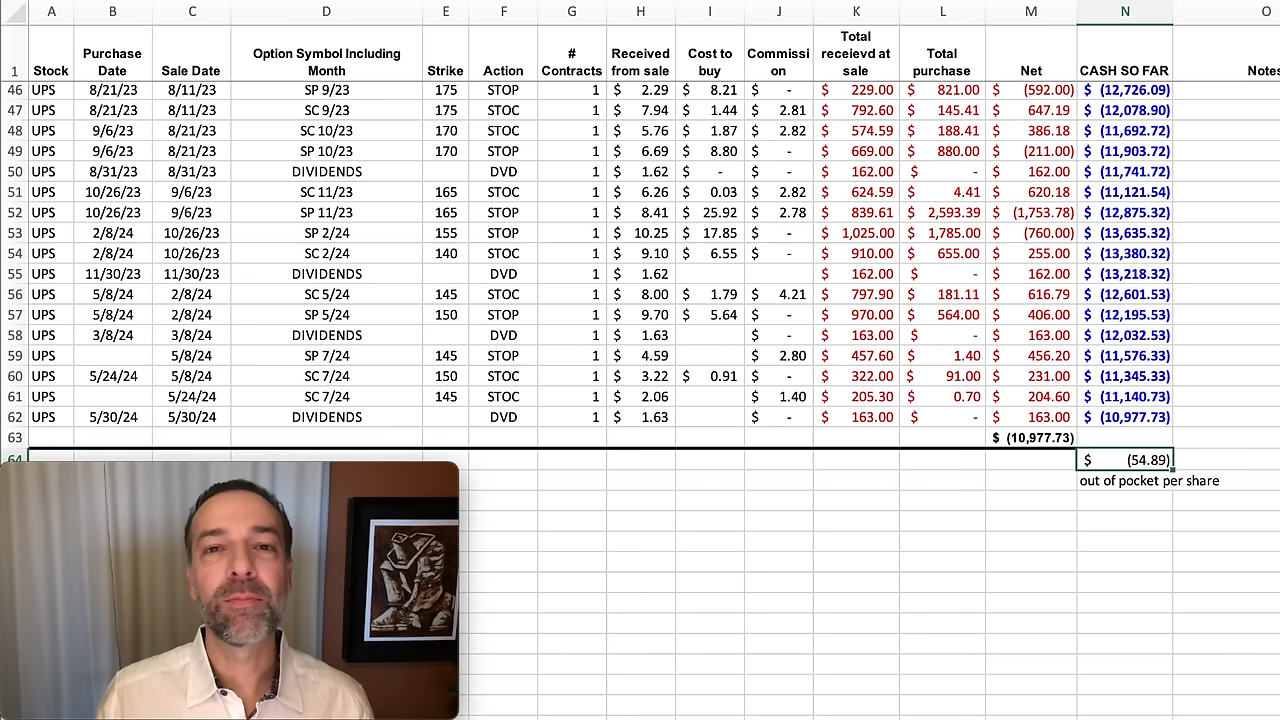 A B C D E F G H I J K L M N O
1 Stock Purchase Date Sale Date Option Symbol Including Month Strike Action # Contracts Received from sale Cost to buy Commissi on Total receievd at sale Total purchase Net CASH SO FAR Notes
46 UPS 8/21/23 8/11/23 SP 9/23 175 STOP 1 $ 2.29 $ 8.21 $ - $ 229.00 $ 821.00 $ (592.00) $ (12,726.09)
47 UPS 8/21/23 8/11/23 SC 9/23 175 STOC 1 $ 7.94 $ 1.44 $ 2.81 $ 792.60 $ 145.41 $ 647.19 $ (12,078.90)
48 UPS 9/6/23 8/21/23 SC 10/23 170 STOC 1 $ 5.76 $ 1.87 $ 2.82 $ 574.59 $ 188.41 $ 386.18 $ (11,692.72)
49 UPS 9/6/23 8/21/23 SP 10/23 170 STOP 1 $ 6.69 $ 8.80 $ - $ 669.00 $ 880.00 $ (211.00) $ (11,903.72)
50 UPS 8/31/23 8/31/23 DIVIDENDS DVD 1 $ 1.62 $ - $ - $ 162.00 $ - $ 162.00 $ (11,741.72)
51 UPS 10/26/23 9/6/23 SC 11/23 165 STOC 1 $ 6.26 $ 0.03 $ 2.82 $ 624.59 $ 4.41 $ 620.18 $ (11,121.54)
52 UPS 10/26/23 9/6/23 SP 11/23 165 STOP 1 $ 8.41 $ 25.92 $ 2.78 $ 839.61 $ 2,593.39 $ (1,753.78) $ (12,875.32)
53 UPS 2/8/24 10/26/23 SP 2/24 155 STOP 1 $ 10.25 $ 17.85 $ - $ 1,025.00 $ 1,785.00 $ (760.00) $ (13,635.32)
54 UPS 2/8/24 10/26/23 SC 2/24 140 STOC 1 $ 9.10 $ 6.55 $ - $ 910.00 $ 655.00 $ 255.00 $ (13,380.32)
55 UPS 11/30/23 11/30/23 DIVIDENDS DVD 1 $ 1.62 $ 162.00 $ - $ 162.00 $ (13,218.32)
56 UPS 5/8/24 2/8/24 SC 5/24 145 STOC 1 $ 8.00 $ 1.79 $ 4.21 $ 797.90 $ 181.11 $ 616.79 $ (12,601.53)
57 UPS 5/8/24 2/8/24 SP 5/24 150 STOP 1 $ 9.70 $ 5.64 $ - $ 970.00 $ 564.00 $ 406.00 $ (12,195.53)
58 UPS 3/8/24 3/8/24 DIVIDENDS DVD 1 $ 1.63 $ - $ 163.00 $ - $ 163.00 $ (12,032.53)
59 UPS 5/8/24 SP 7/24 145 STOP 1 $ 4.59 $ 2.80 $ 457.60 $ 1.40 $ 456.20 $ (11,576.33)
60 UPS 5/24/24 5/8/24 SC 7/24 150 STOC 1 $ 3.22 $ 0.91 $ - $ 322.00 $ 91.00 $ 231.00 $ (11,345.33)
61 UPS 5/24/24 SC 7/24 145 STOC 1 $ 2.06 $ 1.40 $ 205.30 $ 0.70 $ 204.60 $ (11,140.73)
62 UPS 5/30/24 5/30/24 DIVIDENDS DVD 1 $ 1.63 $ - $ 163.00 $ - $ 163.00 $ (10,977.73)
63 $ (10,977.73)
64 $ (54.89)
out of pocket per share